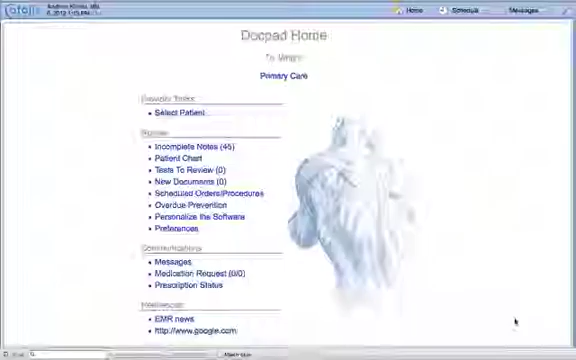 Home
Schedule
Messages
Docpad Home
Primary Care
Select Patient
Incomplete Notes (45)
Patient Chart
Tests To Review (0)
New Documents (0)
Scheduled Orders/Procedures
Overdue Prevention
Personalize the Software
Preferences
Communications
Messages
Medication Request (0/0)
Prescription Status
References
EMR news
http://www.google.com